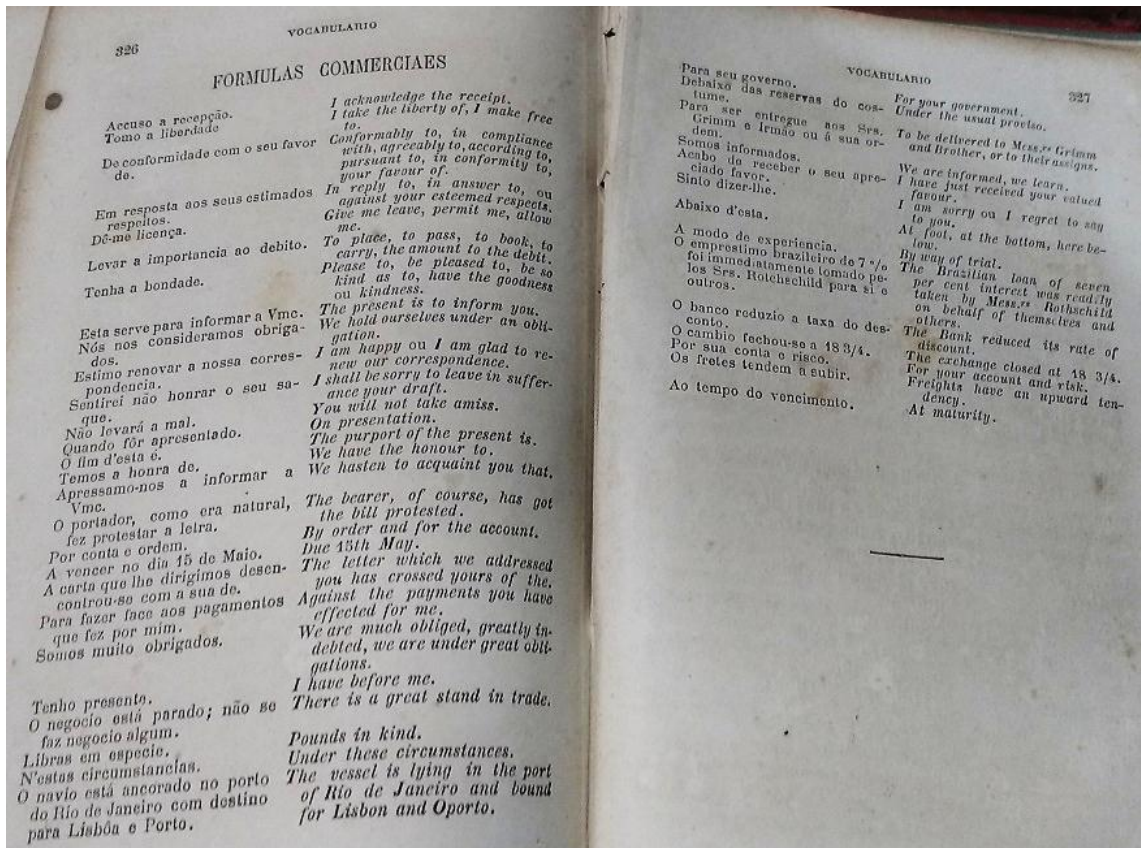 326
VOCABULARIO
FORMULAS COMMERCIAES
Accuso a recepção.
Tomo a liberdade
De conformidade com o seu favor
de.
Em resposta aos seus estimados
respeitos.
Dê-me licença.
Levar a importancia ao debito.
Tenha a bondade.
Esta serve para informar a Vmc.
Nós nos consideramos obriga-
dos.
Estimo renovar a nossa corres-
pondencia.
Sentirei não honrar o seu sa-
que.
Não levará a mal.
Quando fôr apresentado.
O fim d'esta é.
Temos a honra de.
Apressamo-nos a informar a
Vmc.
O portador, como era natural,
fez protestar a letra.
Por conta e ordem.
A vencer no dia 15 de Maio.
A carta que lhe dirigimos desen-
controu-se com a sua de.
Para fazer face aos pagamentos
que fez por mim.
Somos muito obrigados.
Tenho presente.
O negocio está parado; não se
faz negocio algum.
Libras em especie.
N'estas circumstancias.
O navio está ancorado no porto
do Rio de Janeiro com destino
para Lisbôa e Porto.
I acknowledge the receipt.
I take the liberty of, I make free
to.
Conformably to, in compliance
with, agreeably to, according to,
pursuant to, in conformity to,
your favour of.
In reply to, in answer to, ou
against your esteemed respects.
Give me leave, permit me, allow
me.
To place, to pass, to book, to
carry, the amount to the debit.
Please to, be pleased to, be so
kind as to, have the goodness
ou kindness.
The present is to inform you.
We hold ourselves under an obli-
gation.
I am happy ou I am glad to re-
new our correspondence.
I shall be sorry to leave in suffer-
ance your draft.
You will not take amiss.
On presentation.
The purport of the present is.
We have the honour to.
We hasten to acquaint you that.
The bearer, of course, has got
the bill protested.
By order and for the account.
Due 15th May.
The letter which we addressed
you has crossed yours of the.
Against the payments you have
effected for me.
We are much obliged, greatly in-
debted, we are under great obli-
gations.
I have before me.
There is a great stand in trade.
Pounds in kind.
Under these circumstances.
The vessel is lying in the port
of Rio de Janeiro and bound
for Lisbon and Oporto.
VOCABULARIO
327
Para seu governo.
Debaixo das reservas do cos-
tume.
Para ser entregue aos Srs.
Grimm e Irmão ou á sua or-
dem.
Somos informados.
Acabo de receber o seu apre-
ciado favor.
Sinto dizer-lhe.
Abaixo d'esta.
A modo de experiencia.
O emprestimo brazileiro de 7 º/o
foi immediatamente tomado pe-
los Srs. Rothschild para si e
outros.
O banco reduzio a taxa do des-
conto.
O cambio fechou-se a 18 3/4.
Por sua conta e risco.
Os fretes tendem a subir.
Ao tempo do vencimento.
For your government.
Under the usual proviso.
To be delivered to Mess.rs Grimm
and Brother, or to their assigns.
We are informed, we learn.
I have just received your valued
favour.
I am sorry ou I regret to say
to you.
At foot, at the bottom, here be-
low.
By way of trial.
The Brazilian loan of seven
per cent interest was readily
taken by Mess.rs Rothschild
on behalf of themselves and
others.
The Bank reduced its rate of
discount.
The exchange closed at 18 3/4.
For your account and risk.
Freights have an upward ten-
dency.
At maturity.